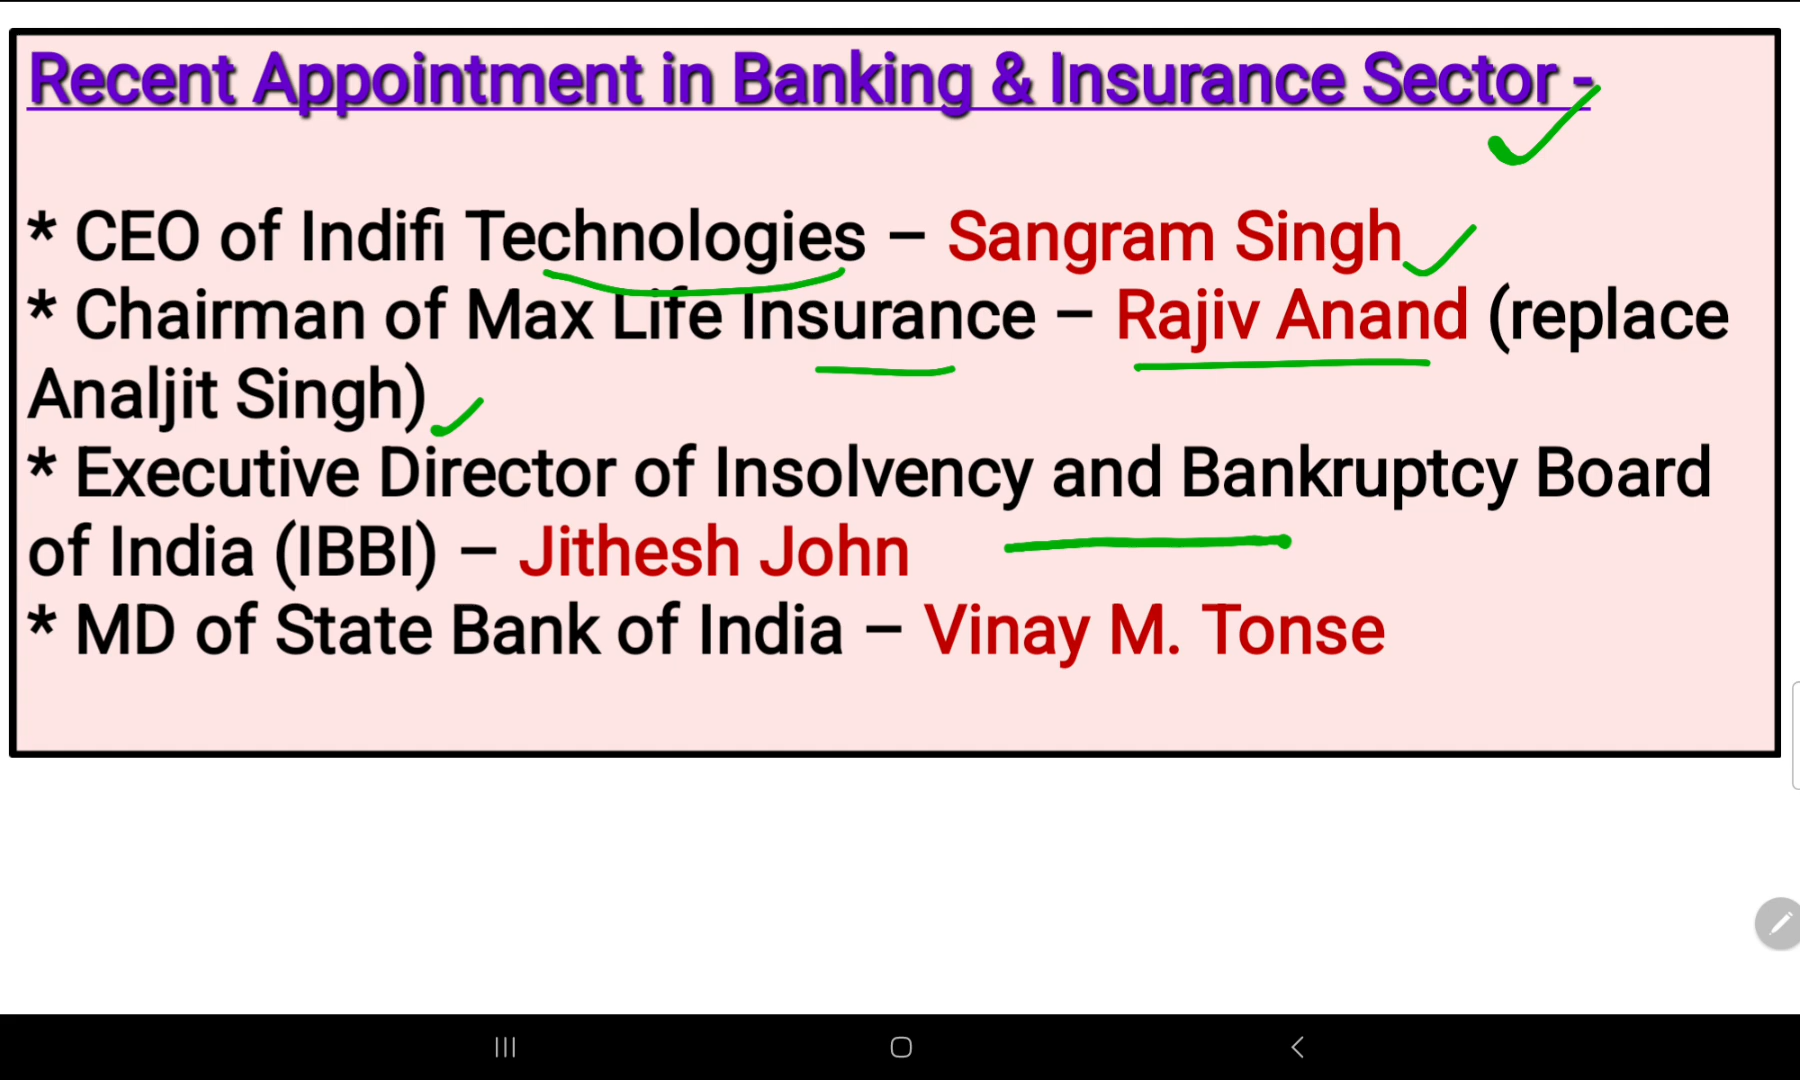 Recent Appointment in Banking & Insurance Sector -
* CEO of Indifi Technologies – Sangram Singh
* Chairman of Max Life Insurance – Rajiv Anand (replace
Analjit Singh)
* Executive Director of Insolvency and Bankruptcy Board
of India (IBBI) – Jithesh John
* MD of State Bank of India – Vinay M. Tonse